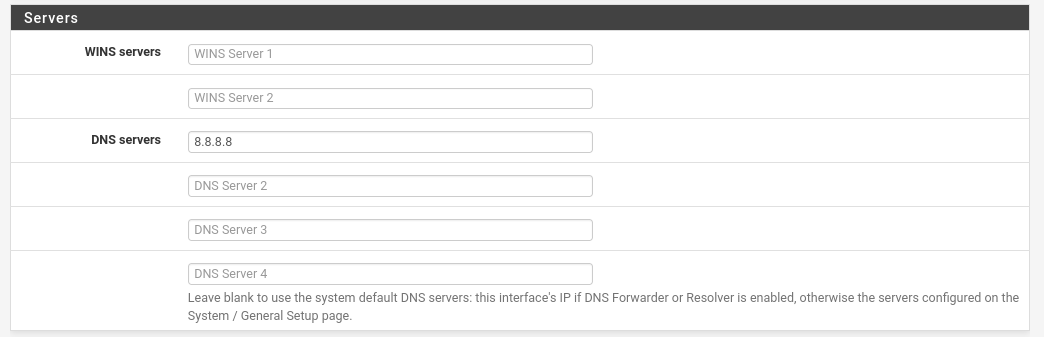 Servers
WINS servers
WINS Server 1
WINS Server 2
DNS servers
8.8.8.8
DNS Server 2
DNS Server 3
DNS Server 4
Leave blank to use the system default DNS servers: this interface's IP if DNS Forwarder or Resolver is enabled, otherwise the servers configured on the
System / General Setup page.